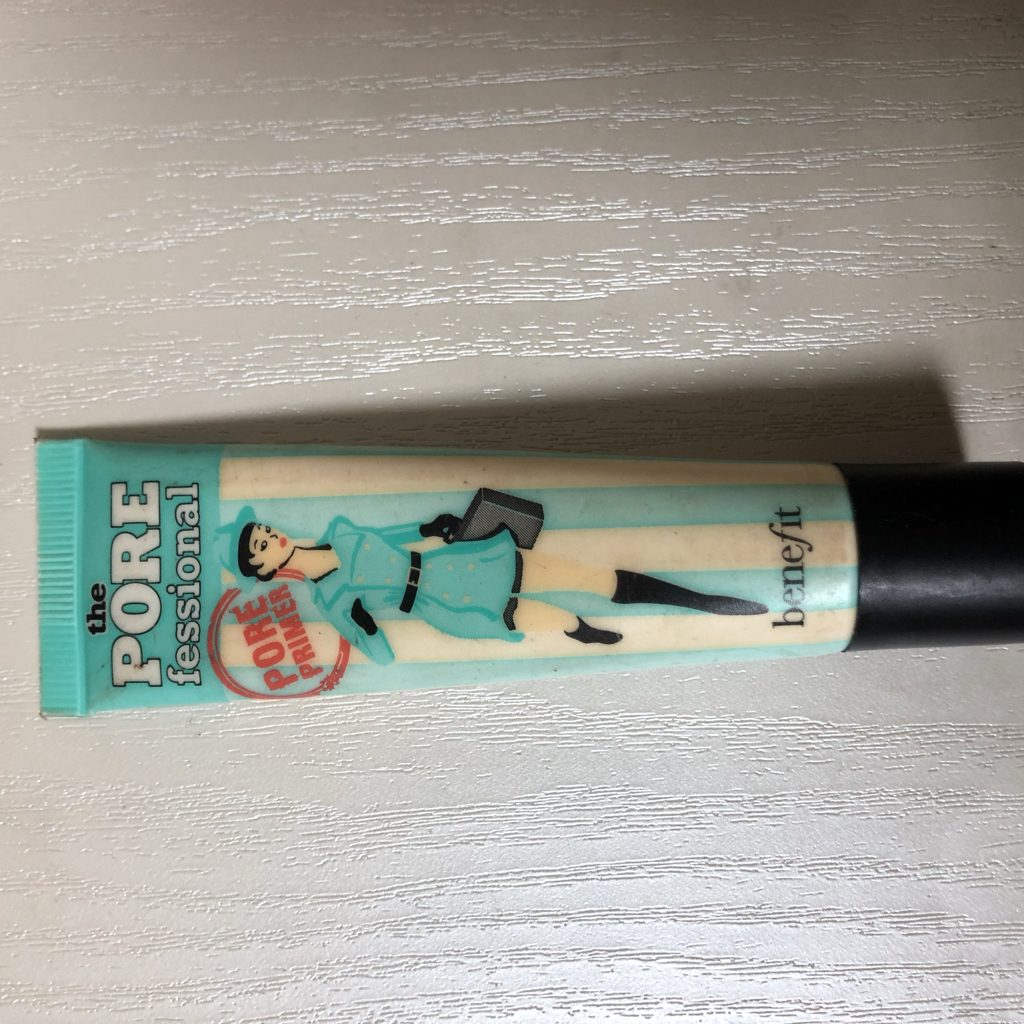 the
PORE
fessional
PORE
PRIMER
benefit